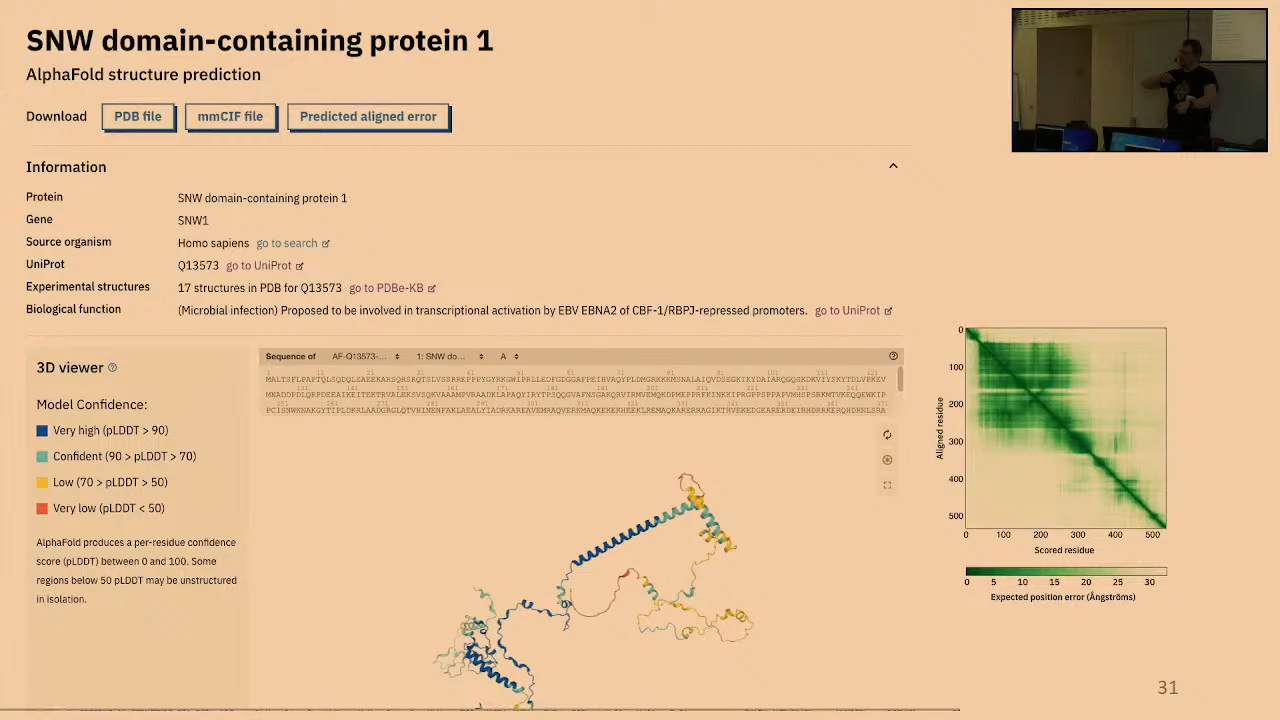 SNW domain-containing protein 1
AlphaFold structure prediction
Download PDB file mmCIF file Predicted aligned error
Information
Protein SNW domain-containing protein 1
Gene SNW1
Source organism Homo sapiens go to search
UniProt Q13573 go to UniProt
Experimental structures 17 structures in PDB for Q13573 go to PDBe-KB
Biological function (Microbial infection) Proposed to be involved in transcriptional activation by EBV EBNA2 of CBF-1/RBPJ-repressed promoters. go to UniProt
3D viewer
Sequence of AF-Q13573-... 1: SNW do... A
Model Confidence:
Very high (pLDDT > 90)
Confident (90 > pLDDT > 70)
Low (70 > pLDDT > 50)
Very low (pLDDT < 50)
AlphaFold produces a per-residue confidence
score (pLDDT) between 0 and 100. Some
regions below 50 pLDDT may be unstructured
in isolation.
0
100
200
300
400
500
Aligned residue
0 100 200 300 400 500
Scored residue
0 5 10 15 20 25 30
Expected position error (Ångströms)
31